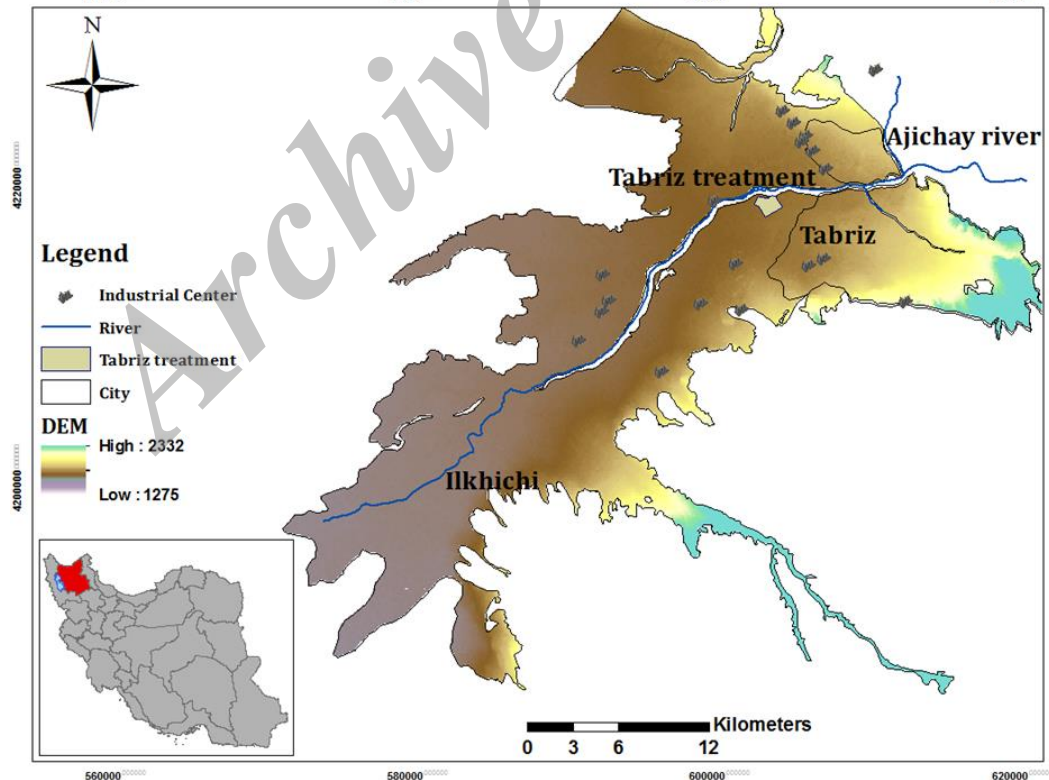 N
Archive
Ajichay river
Tabriz treatment
Tabriz
Ilkhichi
Legend
Industrial Center
River
Tabriz treatment
City
DEM
High : 2332
Low : 1275
Kilometers
0 3 6 12
4220000
4200000
560000 580000 600000 620000